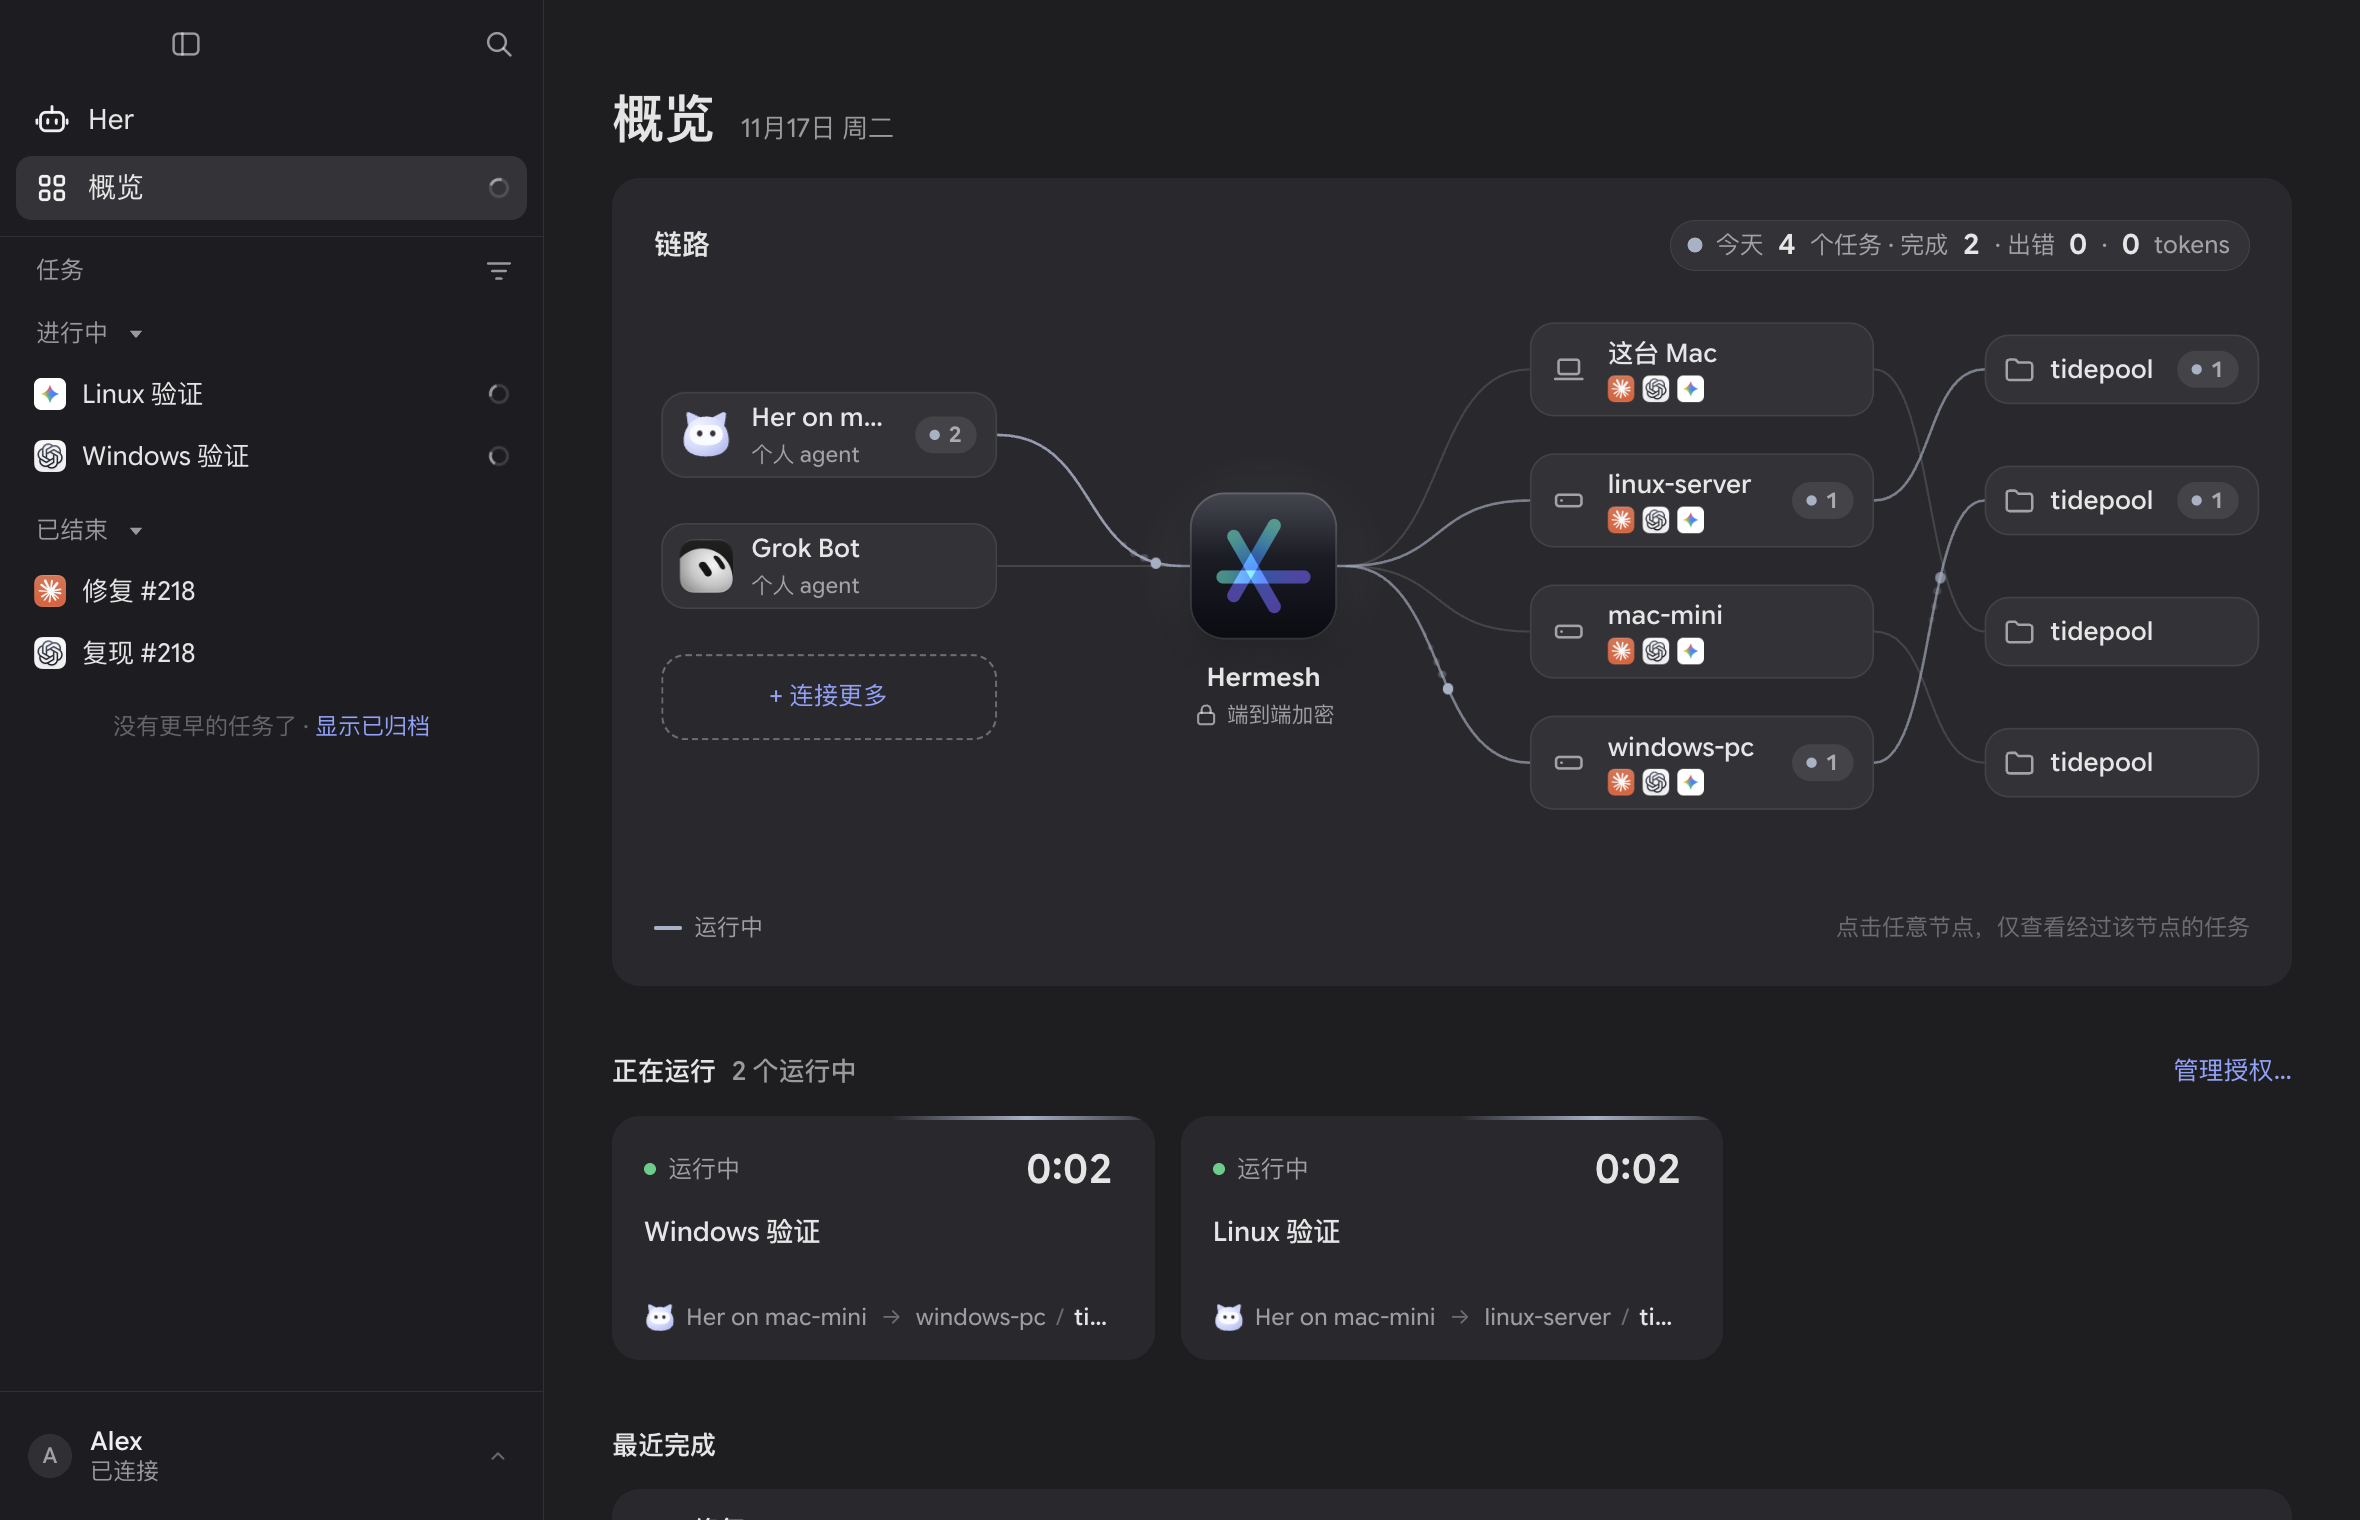 Her
概览
任务
进行中
Linux 验证
Windows 验证
已结束
修复 #218
复现 #218
没有更早的任务了 · 显示已归档
A
Alex
已连接
概览 11月17日 周二
链路
今天 4 个任务 · 完成 2 · 出错 0 · 0 tokens
Her on m...
个人 agent
2
Grok Bot
个人 agent
+ 连接更多
Hermesh
端到端加密
这台 Mac
linux-server
1
mac-mini
windows-pc
1
tidepool
1
tidepool
1
tidepool
tidepool
运行中
点击任意节点，仅查看经过该节点的任务
正在运行 2 个运行中
管理授权...
运行中 0:02
Windows 验证
Her on mac-mini → windows-pc / ti...
运行中 0:02
Linux 验证
Her on mac-mini → linux-server / ti...
最近完成